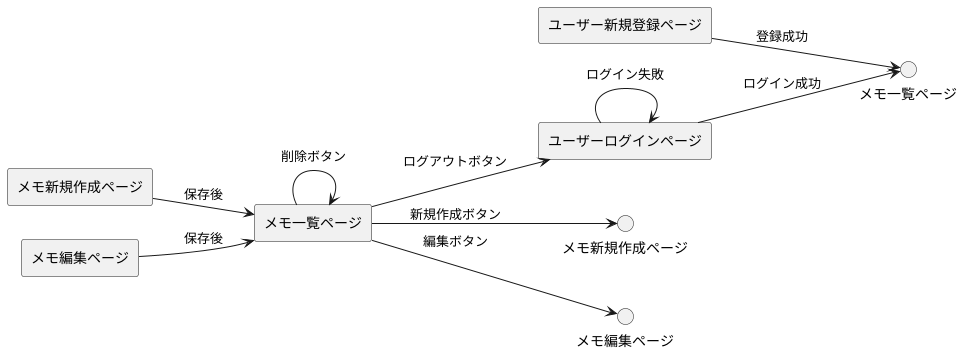 ユーザー新規登録ページ
登録成功
メモ一覧ページ
ログイン失敗
ログイン成功
ユーザーログインページ
削除ボタン
ログアウトボタン
メモ新規作成ページ
保存後
メモ一覧ページ
新規作成ボタン
メモ新規作成ページ
保存後
編集ボタン
メモ編集ページ
メモ編集ページ